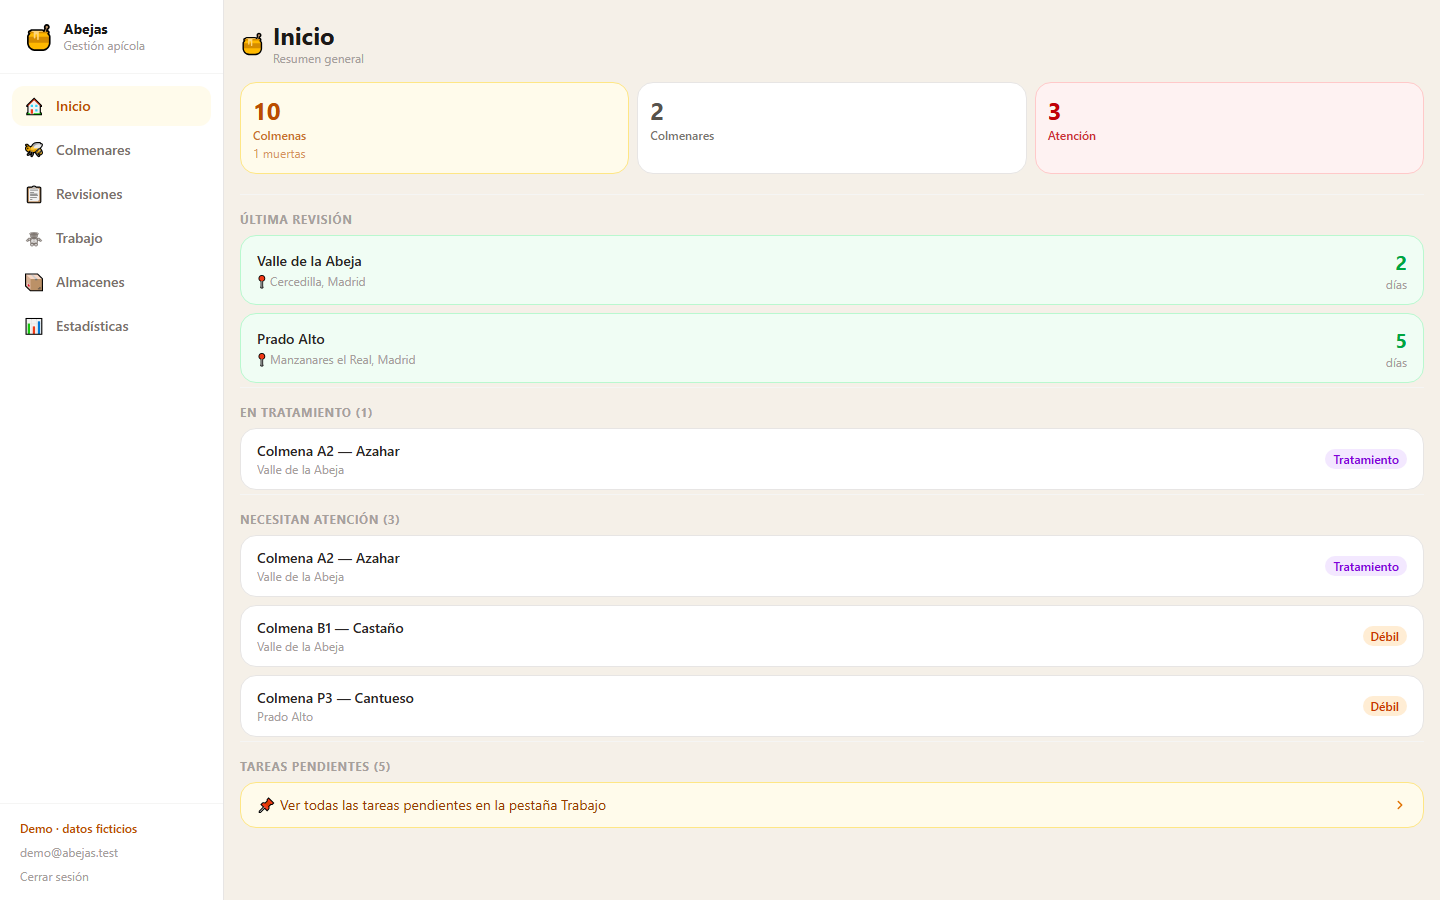 Abejas
Gestión apícola
Inicio
Colmenares
Revisiones
Trabajo
Almacenes
Estadísticas
Demo · datos ficticios
demo@abejas.test
Cerrar sesión
Inicio
Resumen general
10
Colmenas
1 muertas
2
Colmenares
3
Atención
ÚLTIMA REVISIÓN
Valle de la Abeja
Cercedilla, Madrid
2
días
Prado Alto
Manzanares el Real, Madrid
5
días
EN TRATAMIENTO (1)
Colmena A2 — Azahar
Valle de la Abeja
Tratamiento
NECESITAN ATENCIÓN (3)
Colmena A2 — Azahar
Valle de la Abeja
Tratamiento
Colmena B1 — Castaño
Valle de la Abeja
Débil
Colmena P3 — Cantueso
Prado Alto
Débil
TAREAS PENDIENTES (5)
Ver todas las tareas pendientes en la pestaña Trabajo